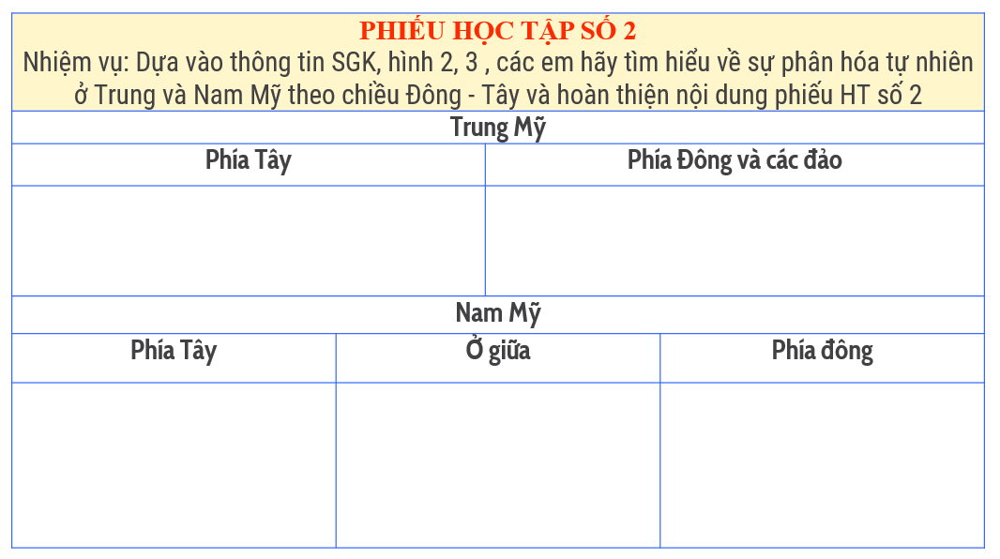 PHIẾU HỌC TẬP SỐ 2
Nhiệm vụ: Dựa vào thông tin SGK, hình 2, 3 , các em hãy tìm hiểu về sự phân hóa tự nhiên
ở Trung và Nam Mỹ theo chiều Đông - Tây và hoàn thiện nội dung phiếu HT số 2
Trung Mỹ
Phía Tây
Phía Đông và các đảo
Nam Mỹ
Phía Tây
Ở giữa
Phía đông